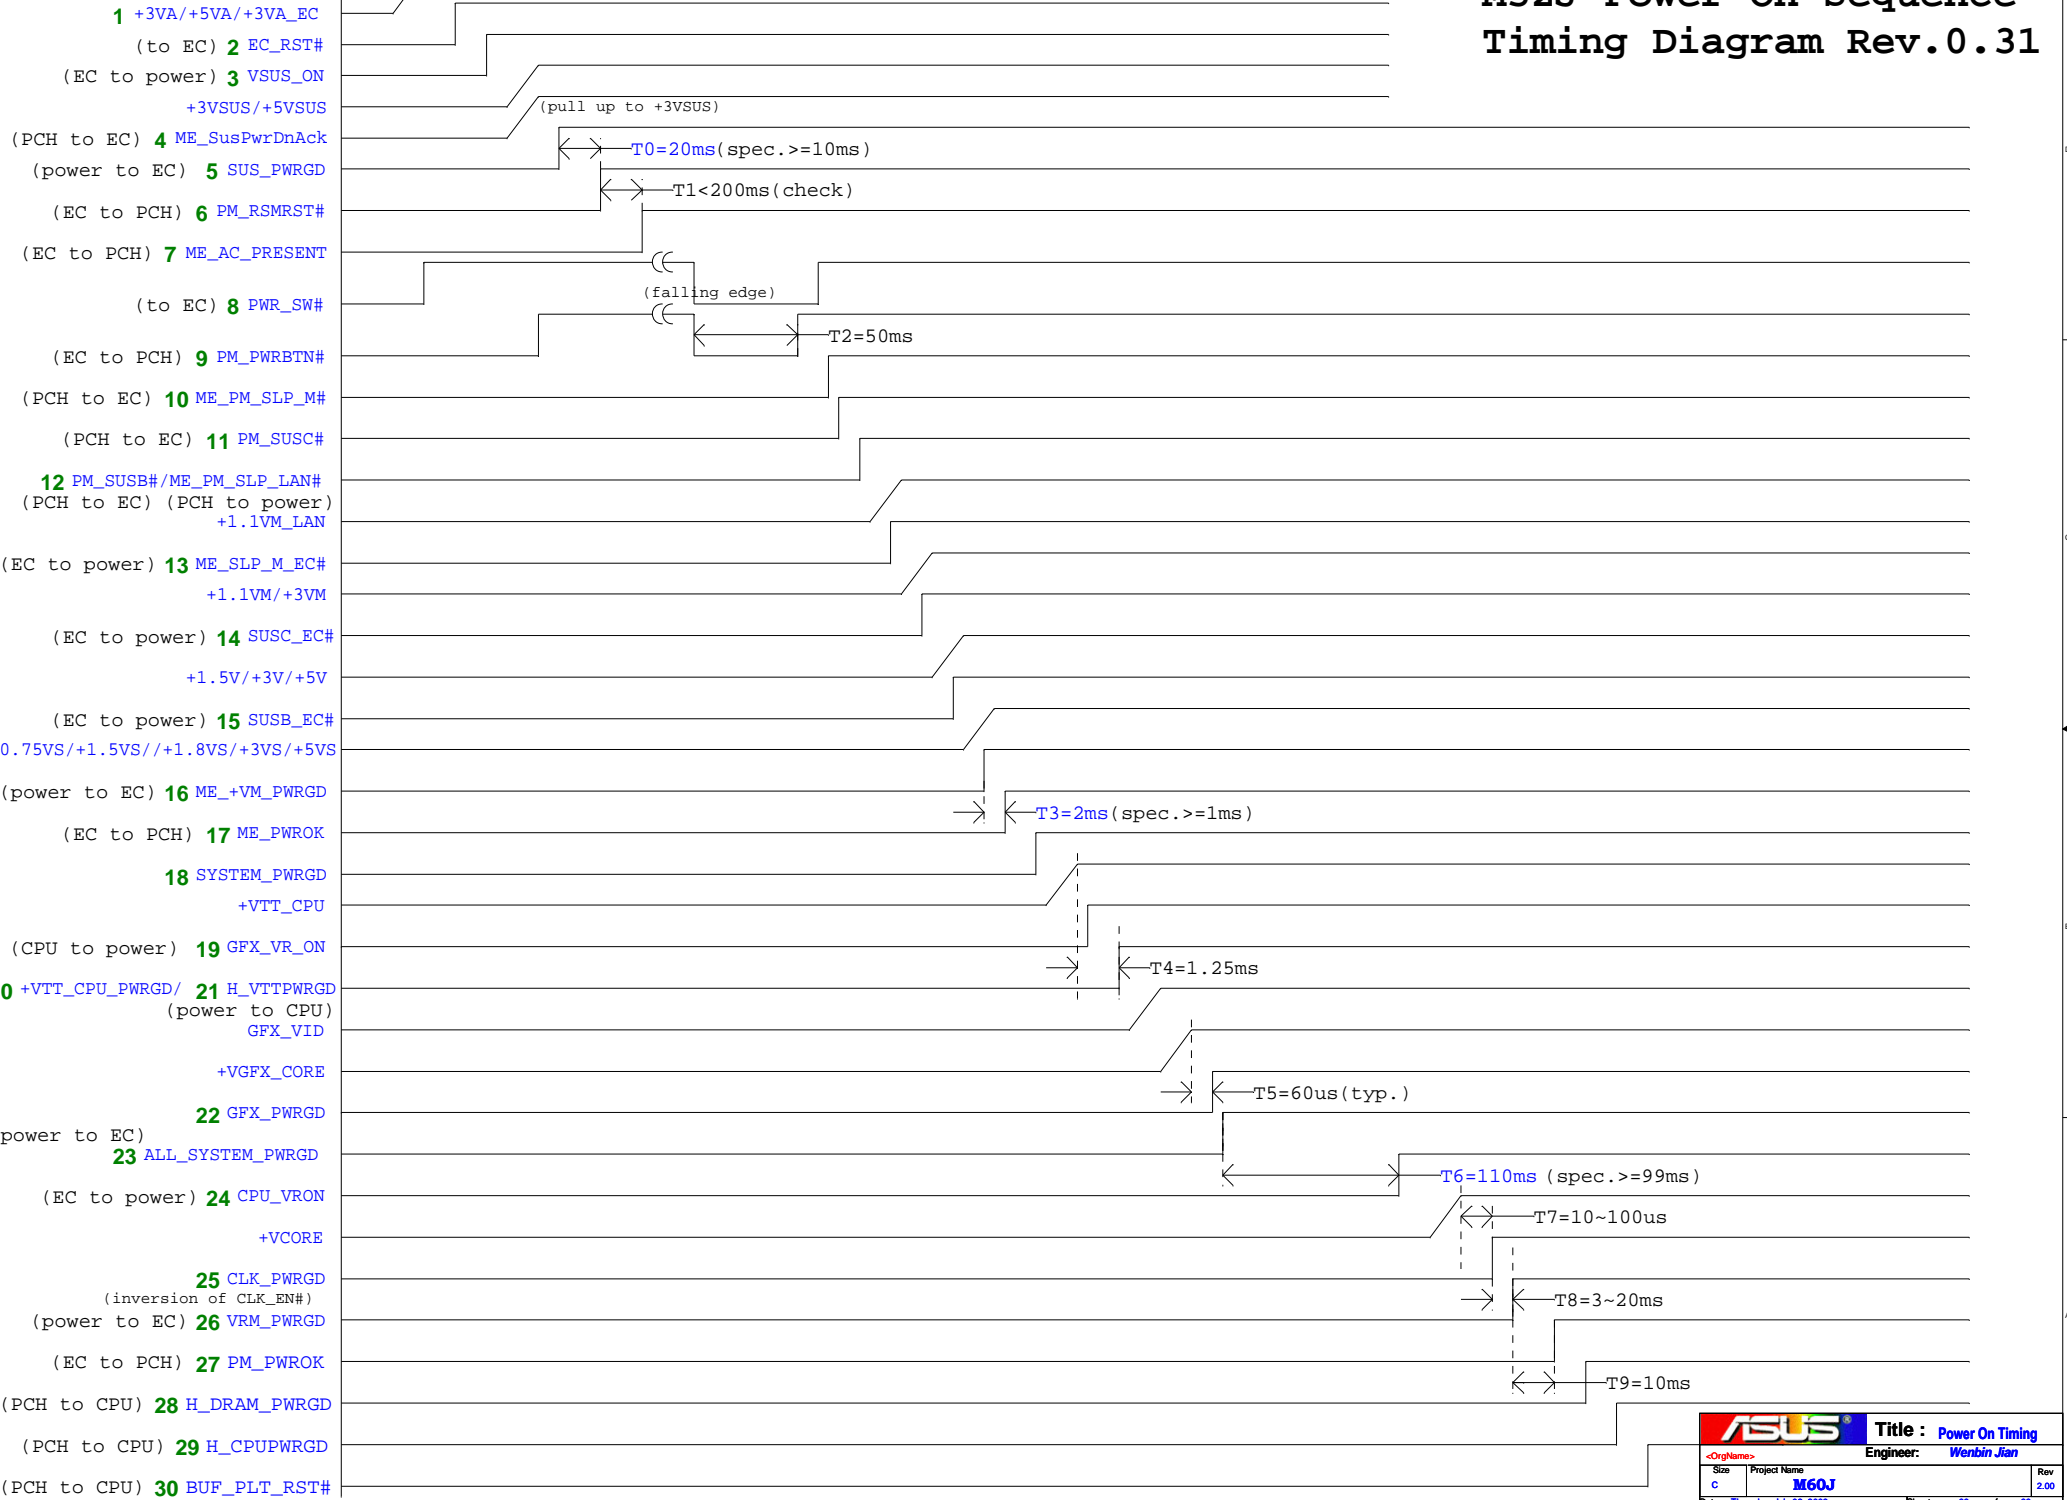 Timing Diagram Rev.0.31
1 +3VA/+5VA/+3VA_EC
(to EC) 2 EC_RST#
(EC to power) 3 VSUS_ON
+3VSUS/+5VSUS
(pull up to +3VSUS)
(PCH to EC) 4 ME_SusPwrDnAck
T0=20ms(spec.>=10ms)
(power to EC) 5 SUS_PWRGD
T1<200ms(check)
(EC to PCH) 6 PM_RSMRST#
(EC to PCH) 7 ME_AC_PRESENT
(falling edge)
(to EC) 8 PWR_SW#
T2=50ms
(EC to PCH) 9 PM_PWRBTN#
(PCH to EC) 10 ME_PM_SLP_M#
(PCH to EC) 11 PM_SUSC#
12 PM_SUSB#/ME_PM_SLP_LAN#
(PCH to EC) (PCH to power)
+1.1VM_LAN
(EC to power) 13 ME_SLP_M_EC#
+1.1VM/+3VM
(EC to power) 14 SUSC_EC#
+1.5V/+3V/+5V
(EC to power) 15 SUSB_EC#
0.75VS/+1.5VS//+1.8VS/+3VS/+5VS
(power to EC) 16 ME_+VM_PWRGD
T3=2ms(spec.>=1ms)
(EC to PCH) 17 ME_PWROK
18 SYSTEM_PWRGD
+VTT_CPU
(CPU to power) 19 GFX_VR_ON
T4=1.25ms
0 +VTT_CPU_PWRGD/ 21 H_VTTPWRGD
(power to CPU)
GFX_VID
+VGFX_CORE
T5=60us(typ.)
22 GFX_PWRGD
power to EC)
23 ALL_SYSTEM_PWRGD
T6=110ms (spec.>=99ms)
(EC to power) 24 CPU_VRON
T7=10~100us
+VCORE
25 CLK_PWRGD
(inversion of CLK_EN#)
T8=3~20ms
(power to EC) 26 VRM_PWRGD
(EC to PCH) 27 PM_PWROK
T9=10ms
(PCH to CPU) 28 H_DRAM_PWRGD
(PCH to CPU) 29 H_CPUPWRGD
(PCH to CPU) 30 BUF_PLT_RST#
ASUS®
Title : Power On Timing
<OrgName>
Engineer: Wenbin Jian
Size Project Name Rev
C M60J 2.00